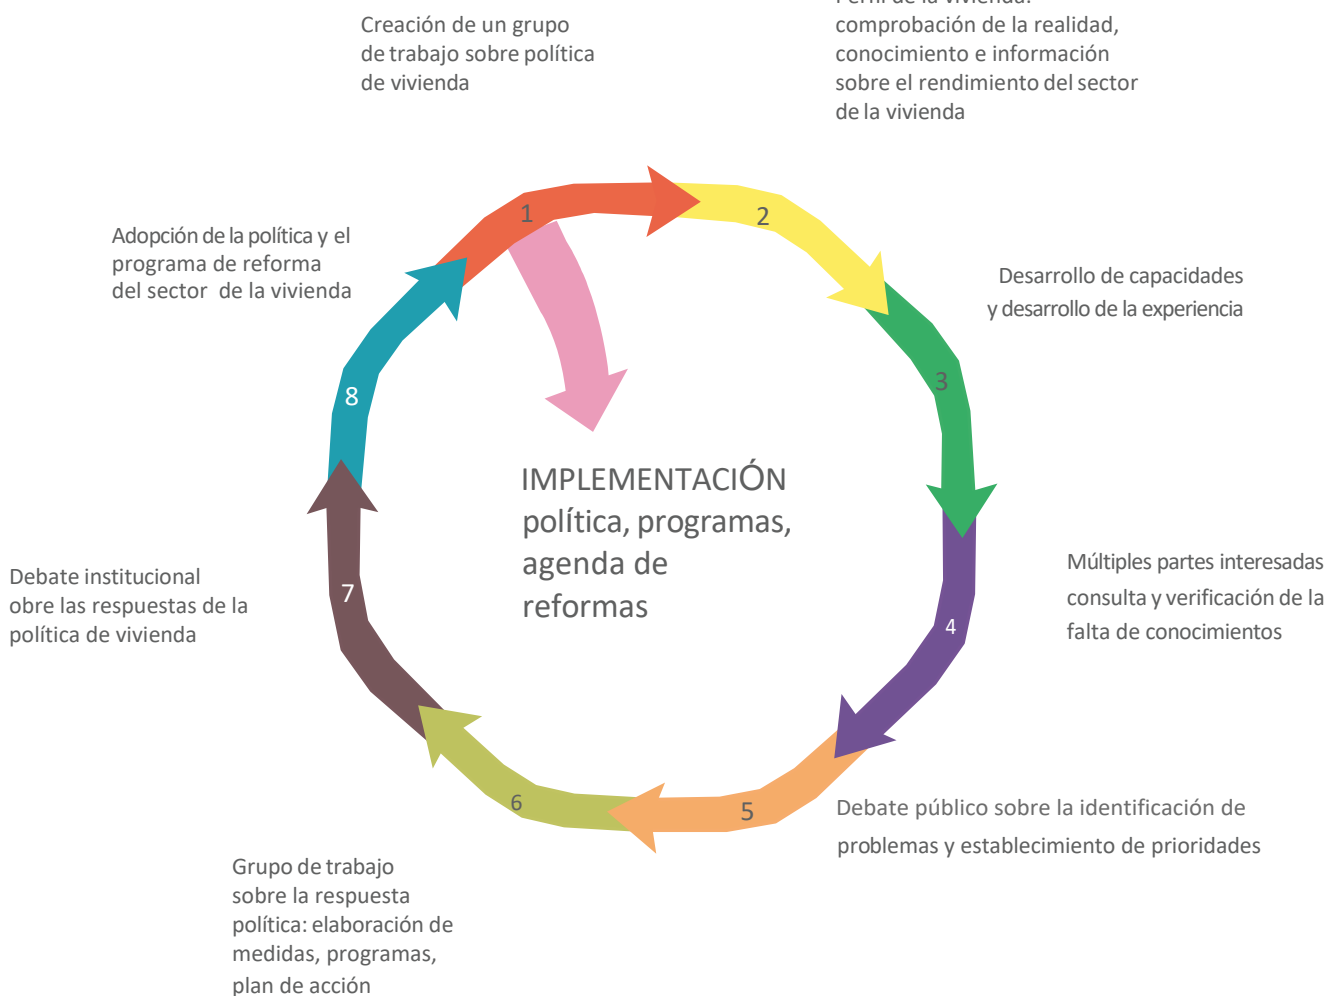 Creación de un grupo
de trabajo sobre política
de vivienda
Perfil de la vivienda:
comprobación de la realidad,
conocimiento e información
sobre el rendimiento del sector
de la vivienda
1
2
Adopción de la política y el
programa de reforma
del sector de la vivienda
Desarrollo de capacidades
y desarrollo de la experiencia
3
8
IMPLEMENTACIÓN
política, programas,
agenda de
reformas
Múltiples partes interesadas
consulta y verificación de la
falta de conocimientos
4
Debate institucional
obre las respuestas de la
política de vivienda
7
6
5
Debate público sobre la identificación de
problemas y establecimiento de prioridades
Grupo de trabajo
sobre la respuesta
política: elaboración de
medidas, programas,
plan de acción